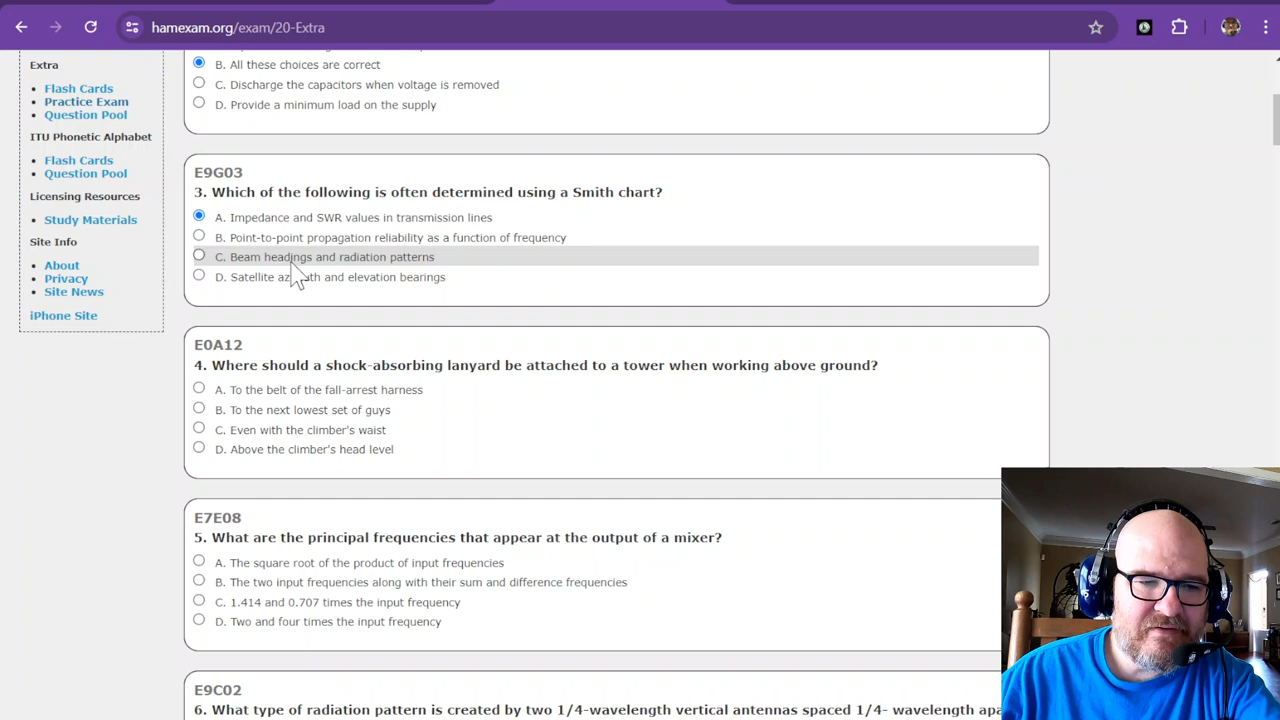 hamexam.org/exam/20-Extra
Extra
Flash Cards
Practice Exam
Question Pool
ITU Phonetic Alphabet
Flash Cards
Question Pool
Licensing Resources
Study Materials
Site Info
About
Privacy
Site News
iPhone Site
B. All these choices are correct
C. Discharge the capacitors when voltage is removed
D. Provide a minimum load on the supply
E9G03
3. Which of the following is often determined using a Smith chart?
A. Impedance and SWR values in transmission lines
B. Point-to-point propagation reliability as a function of frequency
C. Beam headings and radiation patterns
D. Satellite azimuth and elevation bearings
E0A12
4. Where should a shock-absorbing lanyard be attached to a tower when working above ground?
A. To the belt of the fall-arrest harness
B. To the next lowest set of guys
C. Even with the climber's waist
D. Above the climber's head level
E7E08
5. What are the principal frequencies that appear at the output of a mixer?
A. The square root of the product of input frequencies
B. The two input frequencies along with their sum and difference frequencies
C. 1.414 and 0.707 times the input frequency
D. Two and four times the input frequency
E9C02
6. What type of radiation pattern is created by two 1/4-wavelength vertical antennas spaced 1/4- wavelength